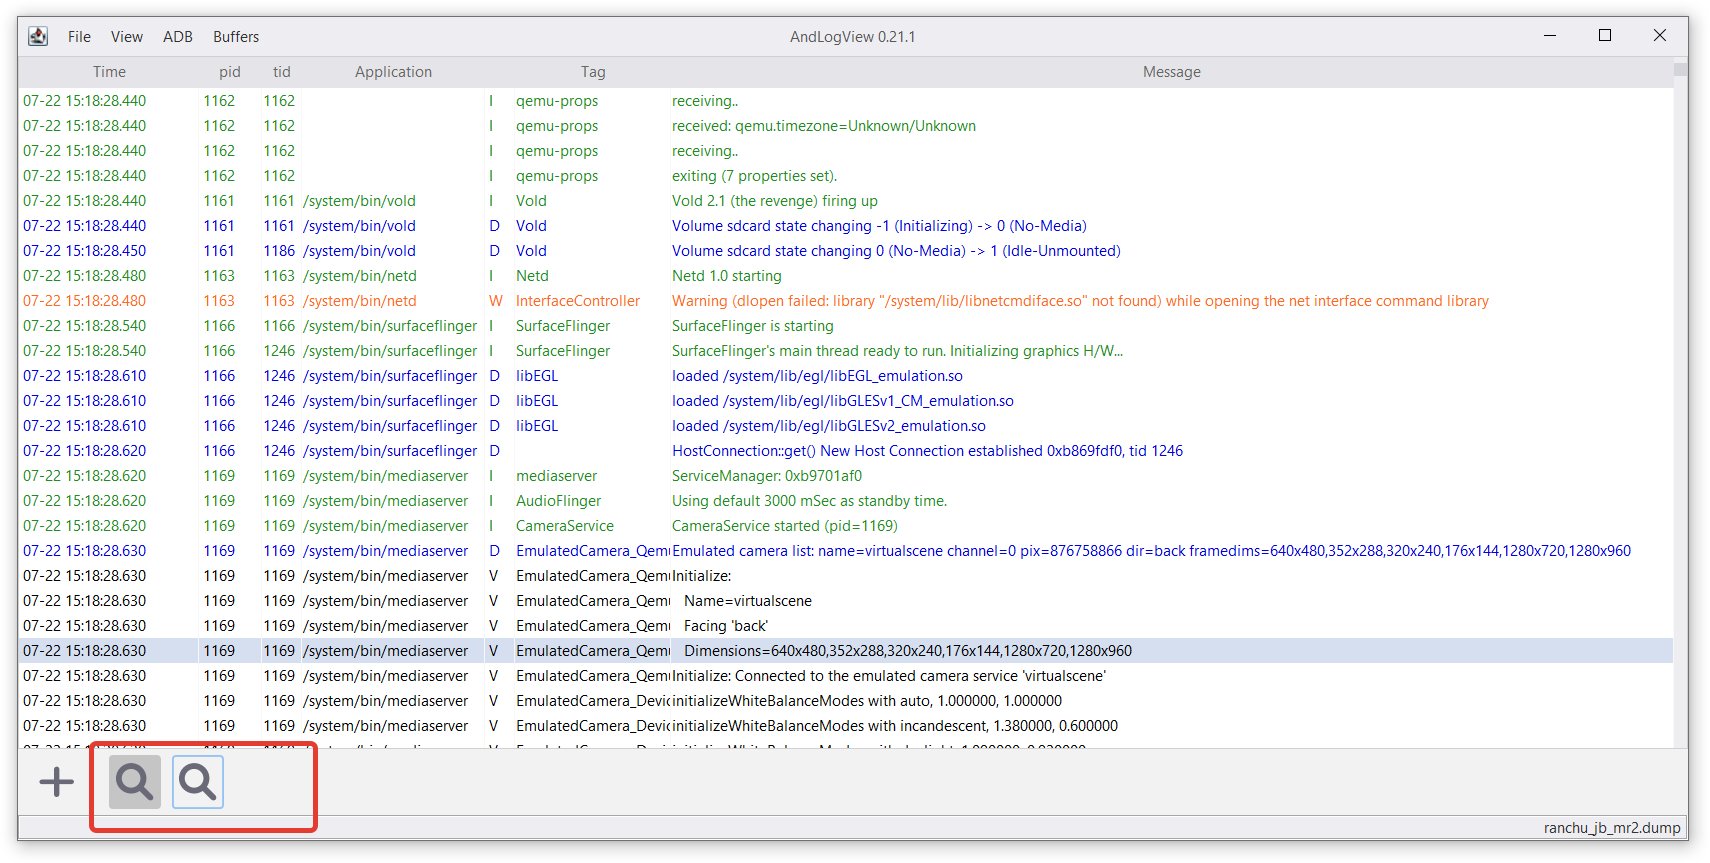 File View ADB Buffers AndLogView 0.21.1
Time pid tid Application Tag Message
07-22 15:18:28.440 1162 1162 I qemu-props receiving..
07-22 15:18:28.440 1162 1162 I qemu-props received: qemu.timezone=Unknown/Unknown
07-22 15:18:28.440 1162 1162 I qemu-props receiving..
07-22 15:18:28.440 1162 1162 I qemu-props exiting (7 properties set).
07-22 15:18:28.440 1161 1161 /system/bin/vold I Vold Vold 2.1 (the revenge) firing up
07-22 15:18:28.440 1161 1161 /system/bin/vold D Vold Volume sdcard state changing -1 (Initializing) -> 0 (No-Media)
07-22 15:18:28.450 1161 1186 /system/bin/vold D Vold Volume sdcard state changing 0 (No-Media) -> 1 (Idle-Unmounted)
07-22 15:18:28.480 1163 1163 /system/bin/netd I Netd Netd 1.0 starting
07-22 15:18:28.480 1163 1163 /system/bin/netd W InterfaceController Warning (dlopen failed: library "/system/lib/libnetcmdiface.so" not found) while opening the net interface command library
07-22 15:18:28.540 1166 1166 /system/bin/surfaceflinger I SurfaceFlinger SurfaceFlinger is starting
07-22 15:18:28.540 1166 1246 /system/bin/surfaceflinger I SurfaceFlinger SurfaceFlinger's main thread ready to run. Initializing graphics H/W...
07-22 15:18:28.610 1166 1246 /system/bin/surfaceflinger D libEGL loaded /system/lib/egl/libEGL_emulation.so
07-22 15:18:28.610 1166 1246 /system/bin/surfaceflinger D libEGL loaded /system/lib/egl/libGLESv1_CM_emulation.so
07-22 15:18:28.610 1166 1246 /system/bin/surfaceflinger D libEGL loaded /system/lib/egl/libGLESv2_emulation.so
07-22 15:18:28.620 1166 1246 /system/bin/surfaceflinger D HostConnection::get() New Host Connection established 0xb869fdf0, tid 1246
07-22 15:18:28.620 1169 1169 /system/bin/mediaserver I mediaserver ServiceManager: 0xb9701af0
07-22 15:18:28.620 1169 1169 /system/bin/mediaserver I AudioFlinger Using default 3000 mSec as standby time.
07-22 15:18:28.620 1169 1169 /system/bin/mediaserver I CameraService CameraService started (pid=1169)
07-22 15:18:28.630 1169 1169 /system/bin/mediaserver D EmulatedCamera_Qemu Emulated camera list: name=virtualscene channel=0 pix=876758866 dir=back framedims=640x480,352x288,320x240,176x144,1280x720,1280x960
07-22 15:18:28.630 1169 1169 /system/bin/mediaserver V EmulatedCamera_Qemu Initialize:
07-22 15:18:28.630 1169 1169 /system/bin/mediaserver V EmulatedCamera_Qemu Name=virtualscene
07-22 15:18:28.630 1169 1169 /system/bin/mediaserver V EmulatedCamera_Qemu Facing 'back'
07-22 15:18:28.630 1169 1169 /system/bin/mediaserver V EmulatedCamera_Qemu Dimensions=640x480,352x288,320x240,176x144,1280x720,1280x960
07-22 15:18:28.630 1169 1169 /system/bin/mediaserver V EmulatedCamera_Qemu Initialize: Connected to the emulated camera service 'virtualscene'
07-22 15:18:28.630 1169 1169 /system/bin/mediaserver V EmulatedCamera_Devic initializeWhiteBalanceModes with auto, 1.000000, 1.000000
07-22 15:18:28.630 1169 1169 /system/bin/mediaserver V EmulatedCamera_Devic initializeWhiteBalanceModes with incandescent, 1.380000, 0.600000
ranchu_jb_mr2.dump